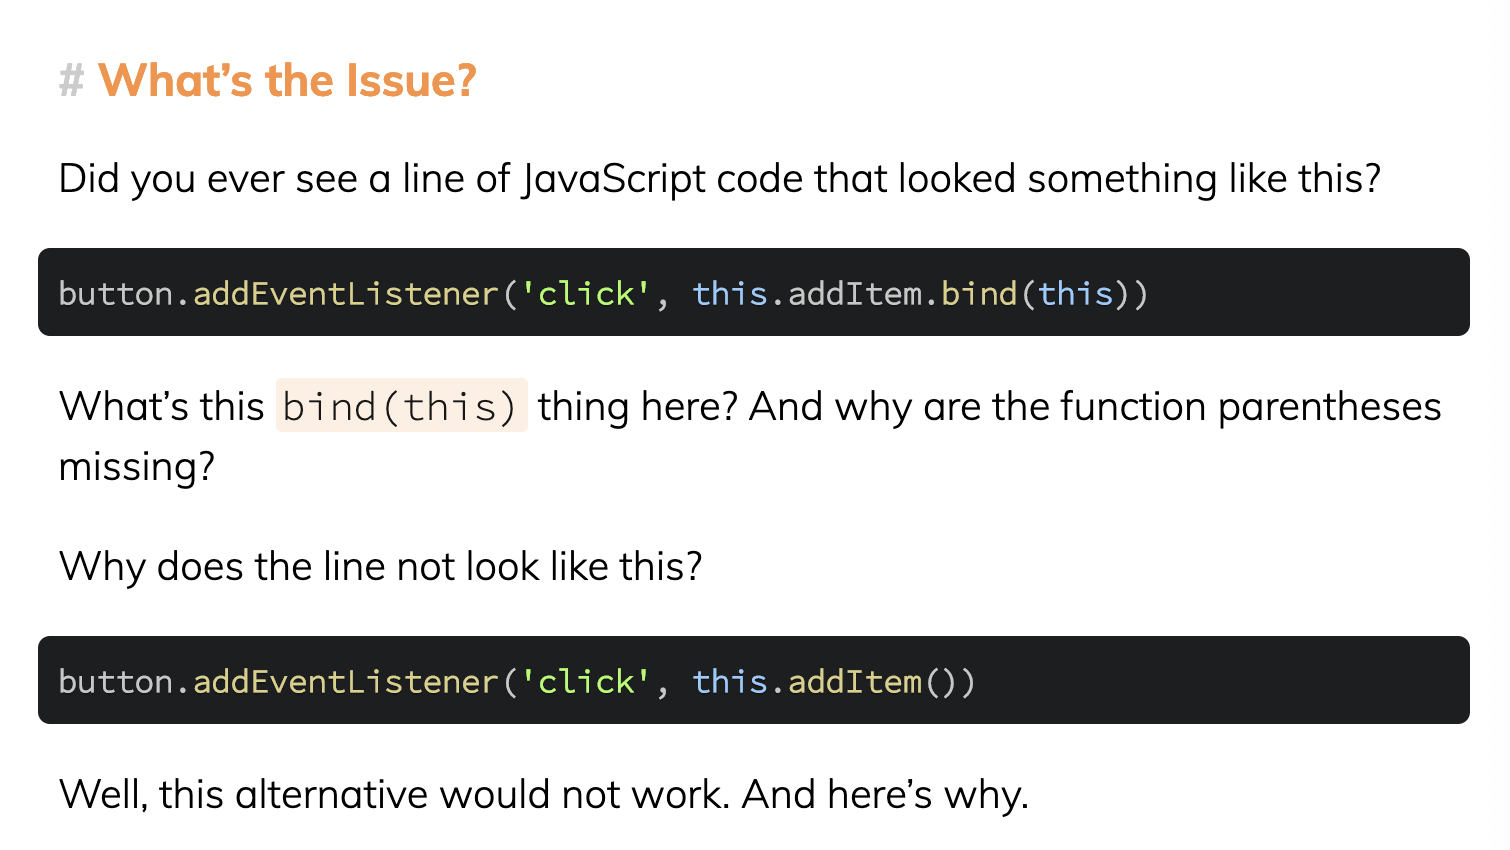 # What’s the Issue?
Did you ever see a line of JavaScript code that looked something like this?
button.addEventListener('click', this.addItem.bind(this))
What’s this bind(this) thing here? And why are the function parentheses
missing?
Why does the line not look like this?
button.addEventListener('click', this.addItem())
Well, this alternative would not work. And here’s why.